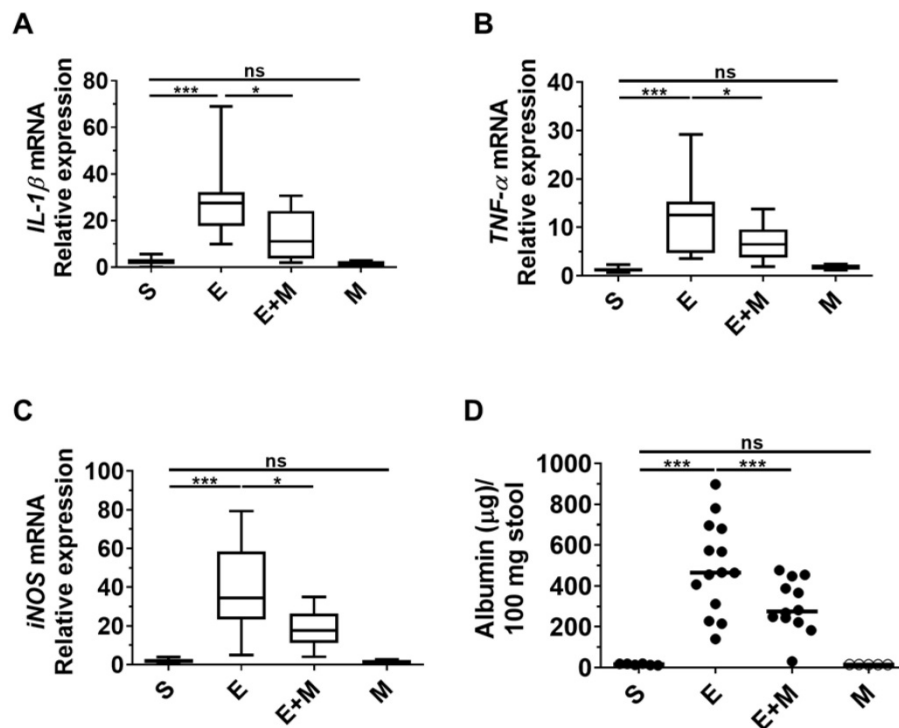 A
IL-1β mRNA
Relative expression
80
60
40
20
0
ns
*** *
S E E+M M
B
TNF-α mRNA
Relative expression
40
30
20
10
0
ns
*** *
S E E+M M
C
iNOS mRNA
Relative expression
100
80
60
40
20
0
ns
*** *
S E E+M M
D
Albumin (μg)/
100 mg stool
1000
800
600
400
200
0
ns
*** ***
S E E+M M